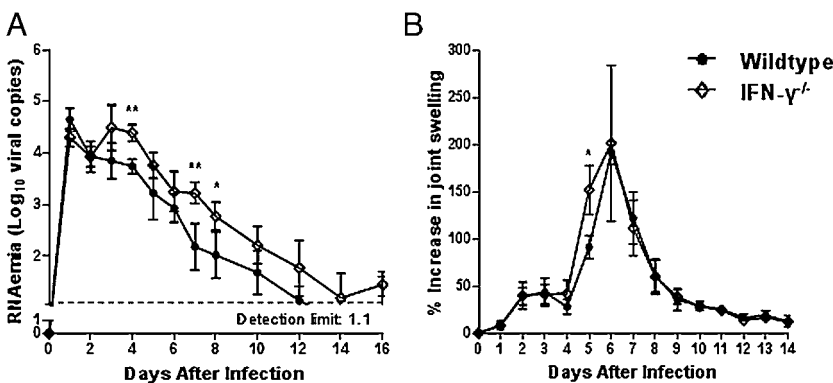 A
RNAemia (Log10 viral copies)
6
5
4
3
2
1
0
**
**
*
Detection limit: 1.1
0 2 4 6 8 10 12 14 16
Days After Infection
B
% Increase in joint swelling
300
250
200
150
100
50
0
*
0 1 2 3 4 5 6 7 8 9 10 11 12 13 14
Days After Infection
Wildtype
IFN-γ-/-